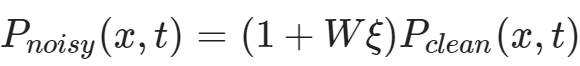 P_{noisy}(x, t) = (1 + Wξ)P_{clean}(x, t)